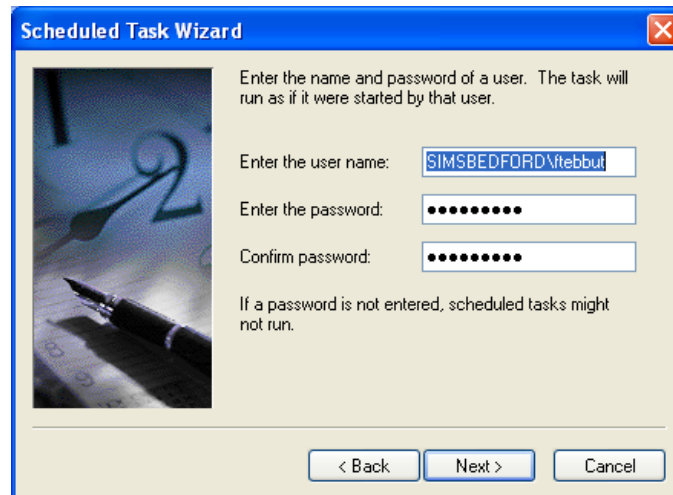 Scheduled Task Wizard
Enter the name and password of a user. The task will
run as if it were started by that user.
Enter the user name: SIMSBEDFORD\ftebbut
Enter the password: ●●●●●●●●●
Confirm password: ●●●●●●●●●
If a password is not entered, scheduled tasks might
not run.
< Back Next > Cancel